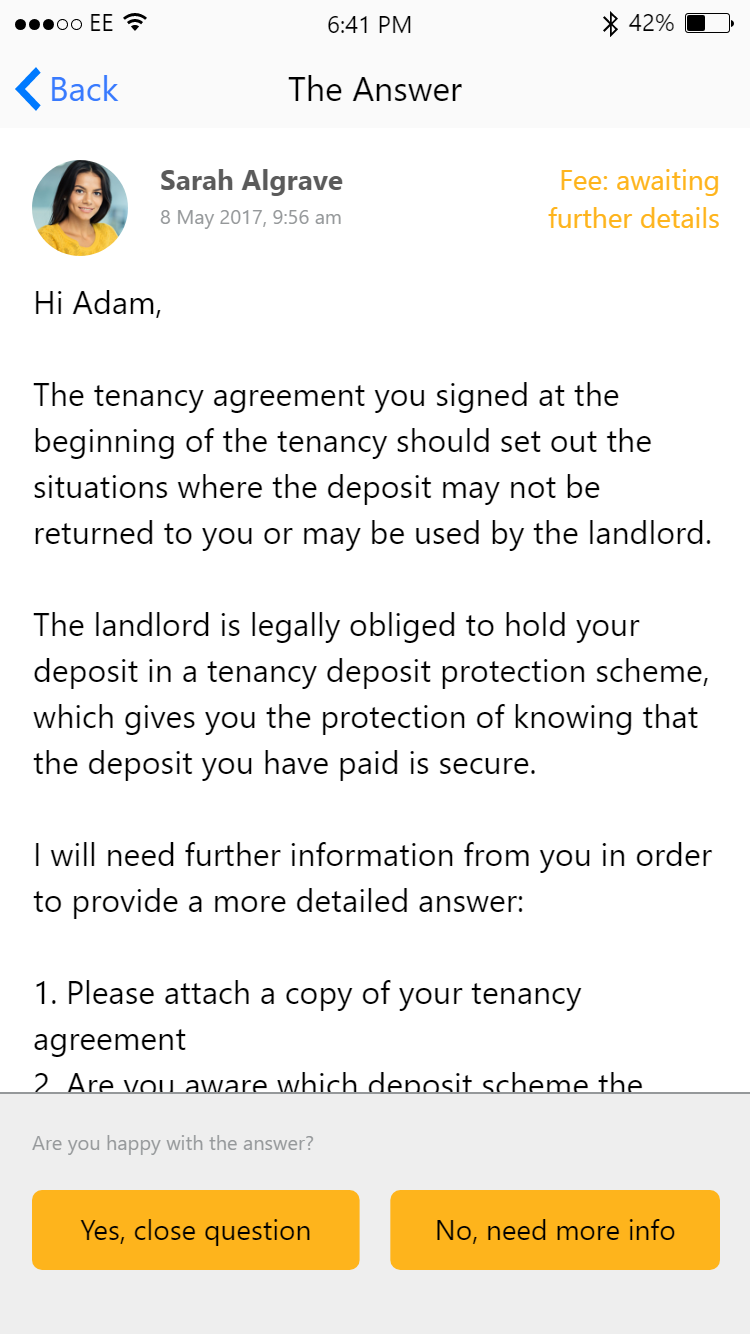 EE 6:41 PM 42%
Back The Answer
Sarah Algrave
8 May 2017, 9:56 am
Fee: awaiting
further details
Hi Adam,
The tenancy agreement you signed at the
beginning of the tenancy should set out the
situations where the deposit may not be
returned to you or may be used by the landlord.
The landlord is legally obliged to hold your
deposit in a tenancy deposit protection scheme,
which gives you the protection of knowing that
the deposit you have paid is secure.
I will need further information from you in order
to provide a more detailed answer:
1. Please attach a copy of your tenancy
agreement
2. Are you aware which deposit scheme the
Are you happy with the answer?
Yes, close question No, need more info